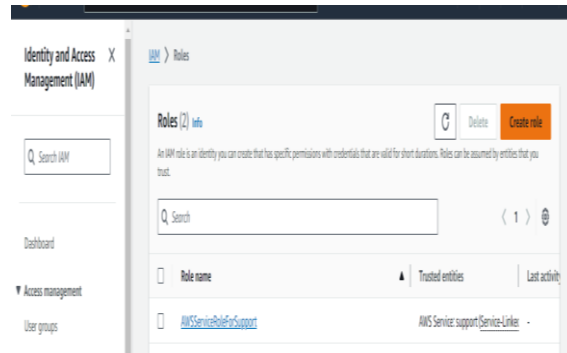 Identity and Access
Management (IAM)
X
IAM > Roles
Roles (2) Info
Delete
Create role
An IAM role is an identity you can create that has specific permissions with credentials that are valid for short durations. Roles can be assumed by entities that you
trust.
Search IAM
Search
1
Dashboard
Role name
Trusted entities
Last activity
Access management
AWSServiceRoleForSupport
AWS Service: support (Service-Linked
-
User groups